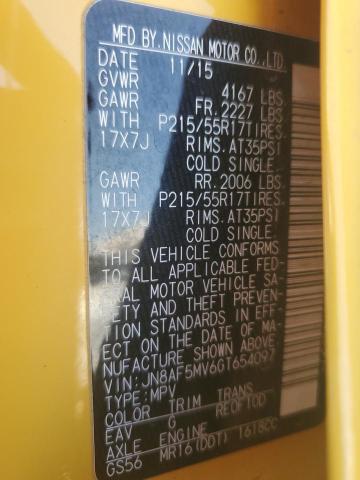 MFD BY.NISSAN MOTOR CO.,LTD.
DATE 11/15
GVWR 4167 LBS.
GAWR FR.2227 LBS.
WITH P215/55R17TIRES.
17X7J RIMS.AT35PSI
COLD SINGLE.
GAWR RR.2006 LBS.
WITH P215/55R17TIRES.
17X7J RIMS.AT35PSI
COLD SINGLE.
THIS VEHICLE CONFORMS
TO ALL APPLICABLE FED-
ERAL MOTOR VEHICLE SA-
FETY AND THEFT PREVEN-
TION STANDARDS IN EFF-
ECT ON THE DATE OF MA-
NUFACTURE SHOWN ABOVE.
VIN:JN8AF5MV6GT654097
TYPE:MPV
COLOR TRIM TRANS
EAV G RE0F10D
AXLE ENGINE
GS56 MR16(DDT) 1618CC